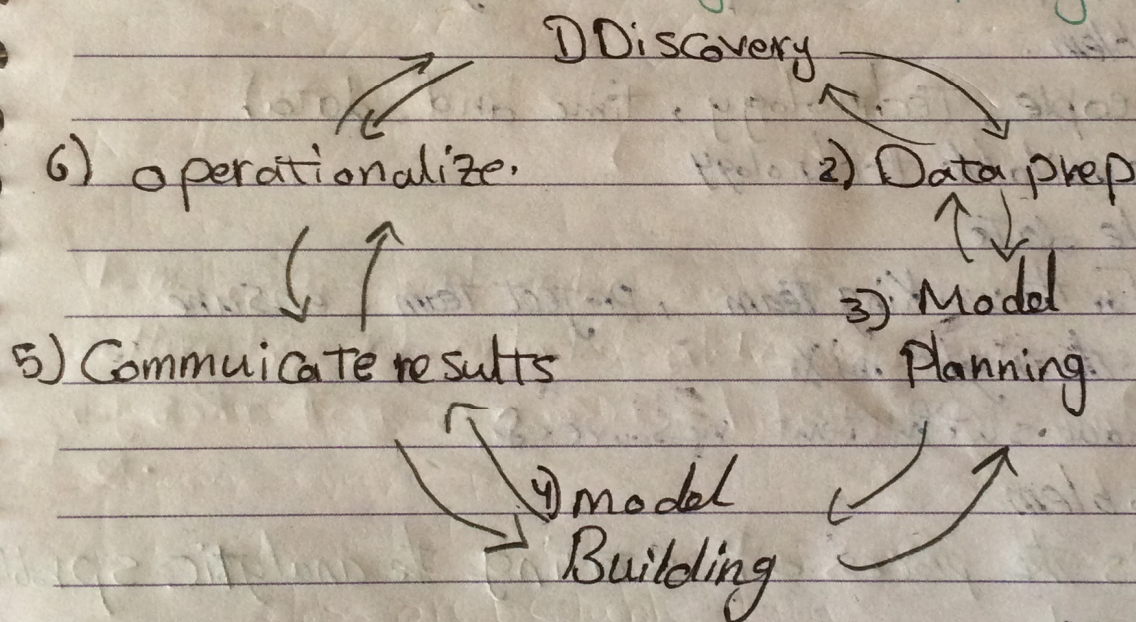 1) Discovery
6) operationalize.
2) Data prep
3) Model
Planning.
5) Commuicate results
4) model
Building